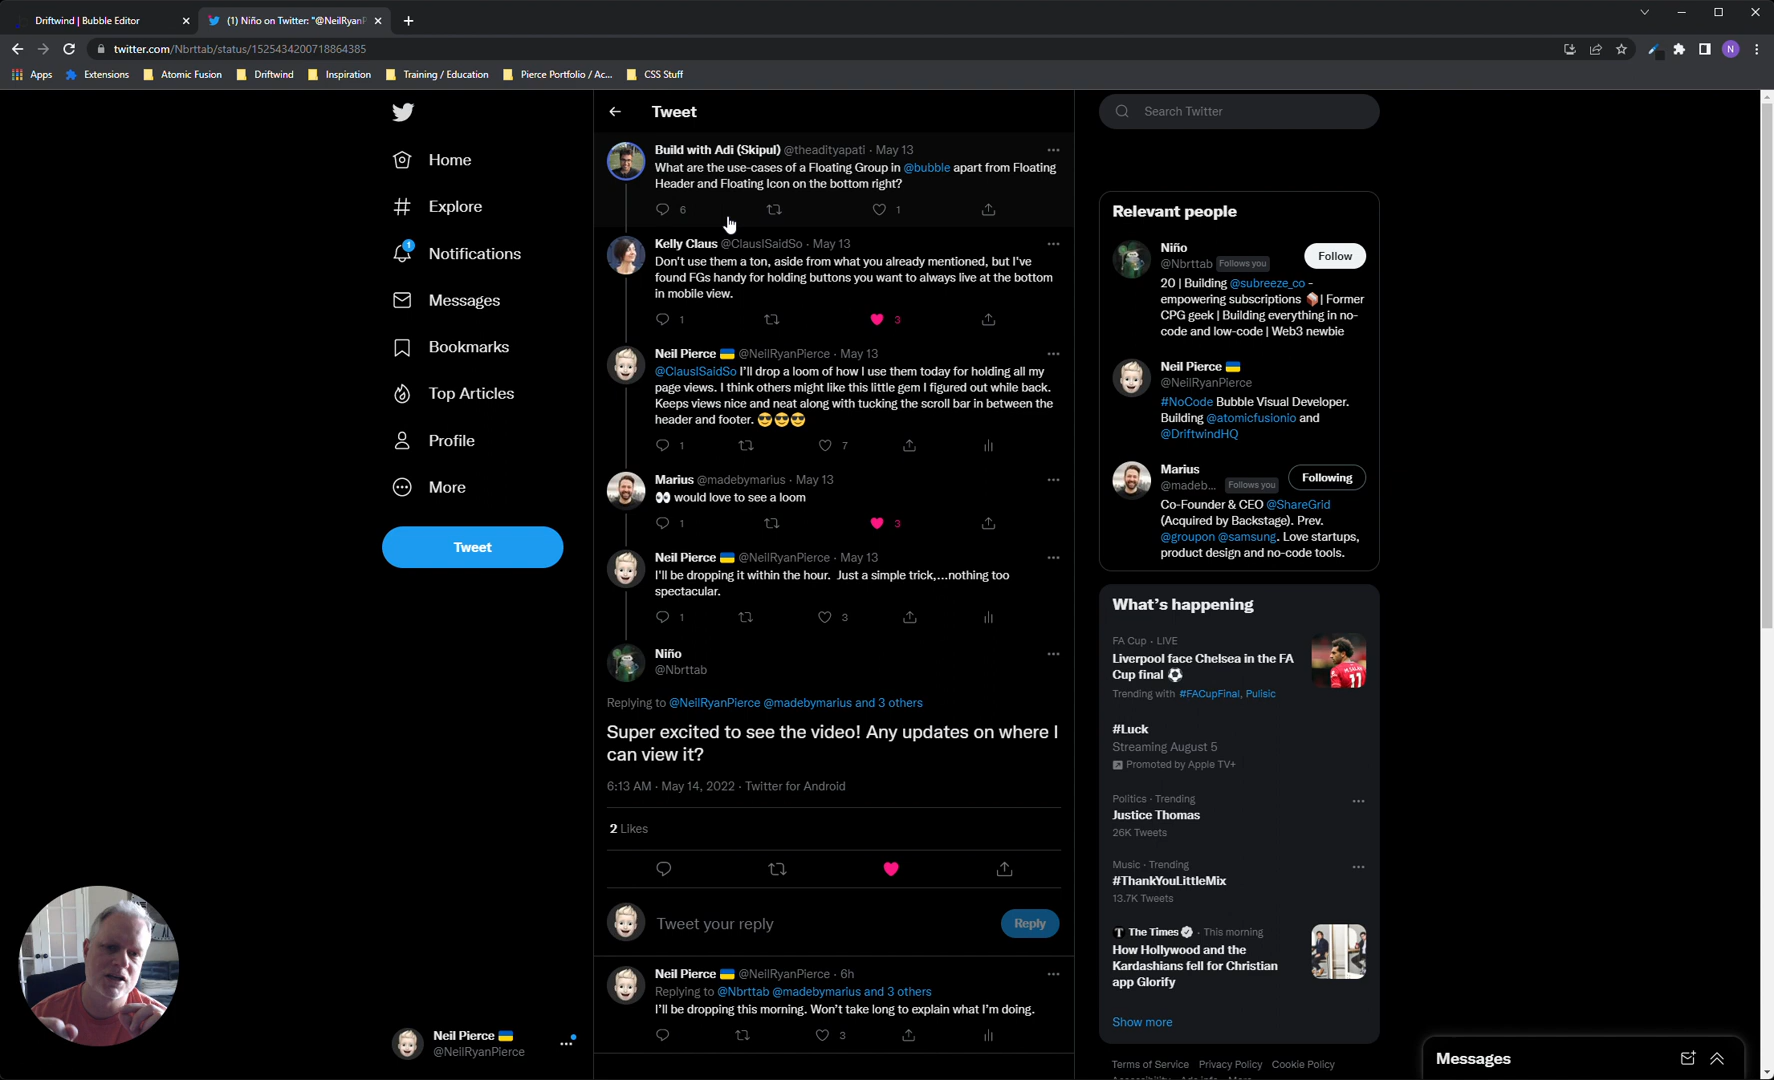 Driftwind | Bubble Editor
(1) Niño on Twitter: "@NeilRyanP
twitter.com/Nbrttab/status/1525434200718864385
N
Apps
Extensions
Atomic Fusion
Driftwind
Inspiration
Training / Education
Pierce Portfolio / Ac...
CSS Stuff
Home
Explore
1
Notifications
Messages
Bookmarks
Top Articles
Profile
More
Tweet
Neil Pierce
@NeilRyanPierce
Tweet
Build with Adi (Skipul) @theadityapati · May 13
What are the use-cases of a Floating Group in @bubble apart from Floating
Header and Floating Icon on the bottom right?
6 1
Kelly Claus @ClausISaidSo · May 13
Don't use them a ton, aside from what you already mentioned, but I've
found FGs handy for holding buttons you want to always live at the bottom
in mobile view.
1 3
Neil Pierce @NeilRyanPierce · May 13
@ClausISaidSo I'll drop a loom of how I use them today for holding all my
page views. I think others might like this little gem I figured out while back.
Keeps views nice and neat along with tucking the scroll bar in between the
header and footer. 😎😎😎
1 7
Marius @madebymarius · May 13
👀 would love to see a loom
1 3
Neil Pierce @NeilRyanPierce · May 13
I'll be dropping it within the hour. Just a simple trick,...nothing too
spectacular.
1 3
Niño
@Nbrttab
Replying to @NeilRyanPierce @madebymarius and 3 others
Super excited to see the video! Any updates on where I
can view it?
6:13 AM · May 14, 2022 · Twitter for Android
2 Likes
Tweet your reply
Reply
Neil Pierce @NeilRyanPierce · 6h
Replying to @Nbrttab @madebymarius and 3 others
I'll be dropping this morning. Won't take long to explain what I'm doing.
3
Search Twitter
Relevant people
Niño
@Nbrttab Follows you
Follow
20 | Building @subreeze_co -
empowering subscriptions 📦| Former
CPG geek | Building everything in no-
code and low-code | Web3 newbie
Neil Pierce
@NeilRyanPierce
#NoCode Bubble Visual Developer.
Building @atomicfusionio and
@DriftwindHQ
Marius
@madeb... Follows you
Following
Co-Founder & CEO @ShareGrid
(Acquired by Backstage). Prev.
@groupon @samsung. Love startups,
product design and no-code tools.
What's happening
FA Cup · LIVE
Liverpool face Chelsea in the FA
Cup final ⚽
Trending with #FACupFinal, Pulisic
#Luck
Streaming August 5
Promoted by Apple TV+
Politics · Trending
Justice Thomas
26K Tweets
Music · Trending
#ThankYouLittleMix
13.7K Tweets
The Times · This morning
How Hollywood and the
Kardashians fell for Christian
app Glorify
Show more
Terms of Service Privacy Policy Cookie Policy
Messages